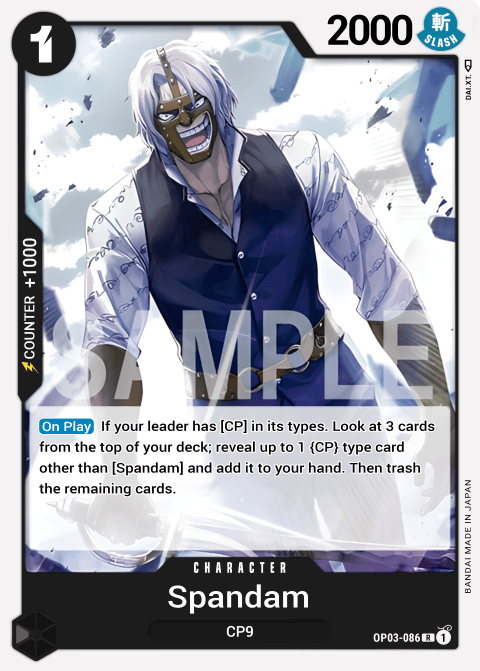 1
2000
斬
SLASH
DAI.XT.
COUNTER +1000
SAMPLE
On Play If your leader has [CP] in its types. Look at 3 cards
from the top of your deck; reveal up to 1 {CP} type card
other than [Spandam] and add it to your hand. Then trash
the remaining cards.
BANDAI MADE IN JAPAN
CHARACTER
Spandam
CP9
OP03-086 R 1